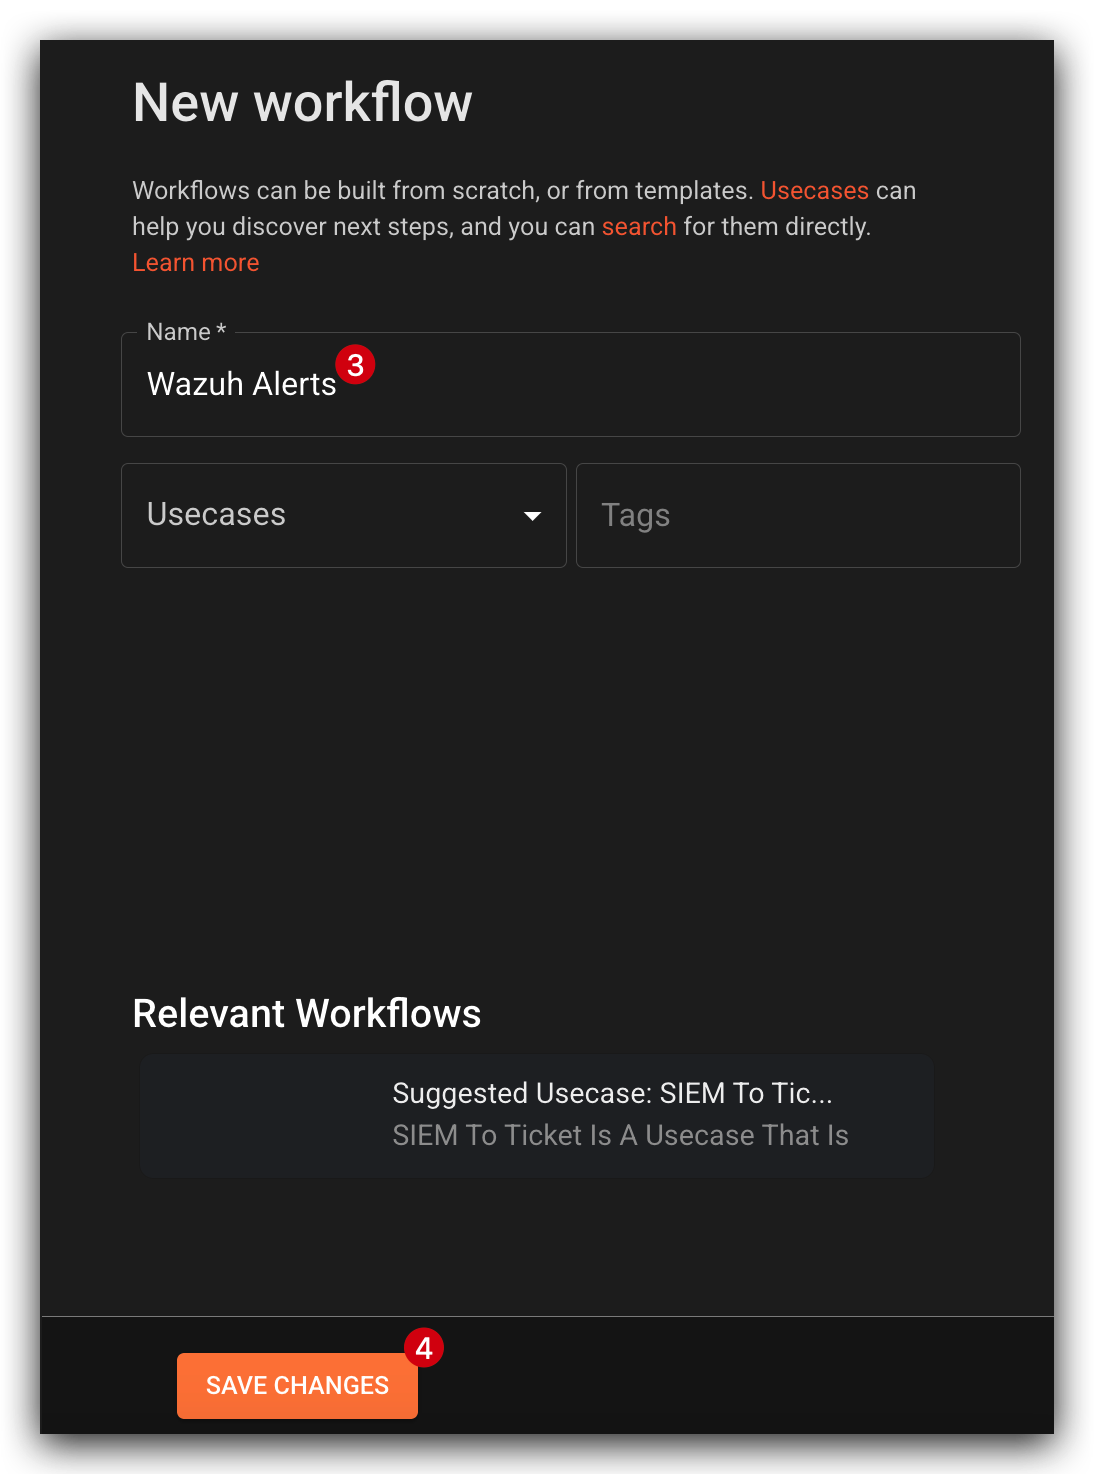 New workflow
Workflows can be built from scratch, or from templates. Usecases can
help you discover next steps, and you can search for them directly.
Learn more
Name *
Wazuh Alerts
3
Usecases
Tags
Relevant Workflows
Suggested Usecase: SIEM To Tic...
SIEM To Ticket Is A Usecase That Is
4
SAVE CHANGES